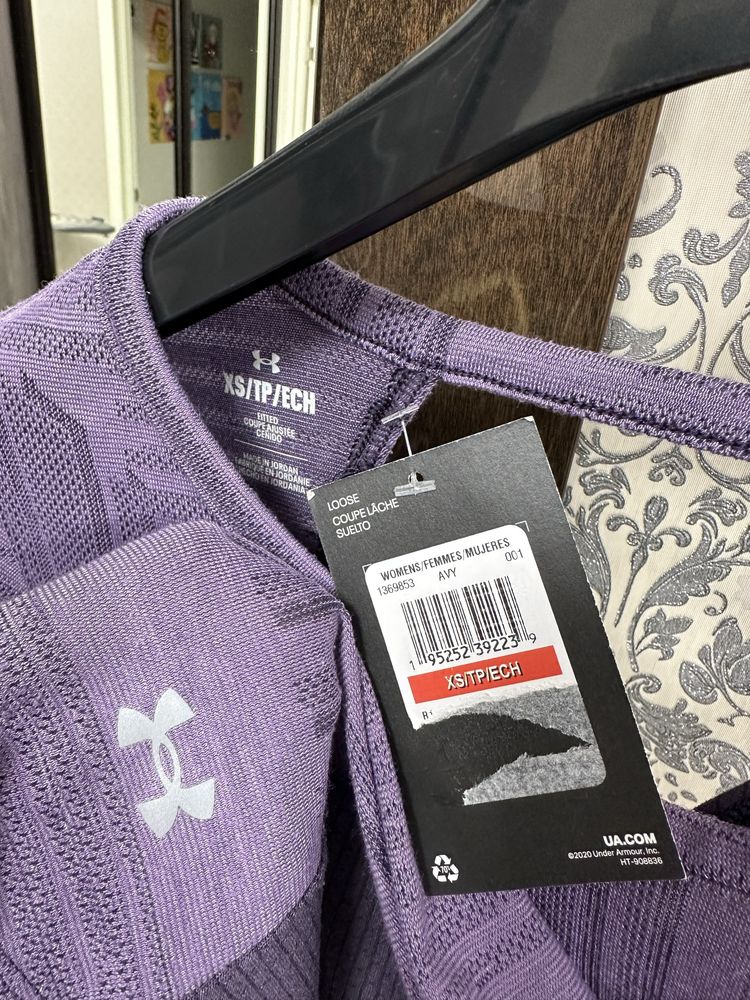 XS/TP/ECH
FITTED
COUPE AJUSTÉE
CEÑIDO
MADE IN JORDAN
FABRIQUÉ EN JORDANIE
HECHO EN JORDANIA
LOOSE
COUPE LÂCHE
SUELTO
WOMENS/FEMMES/MUJERES
1369853 AVY 001
1 95252 39223 9
XS/TP/ECH
UA.COM
©2020 Under Armour, Inc.
HT-908836